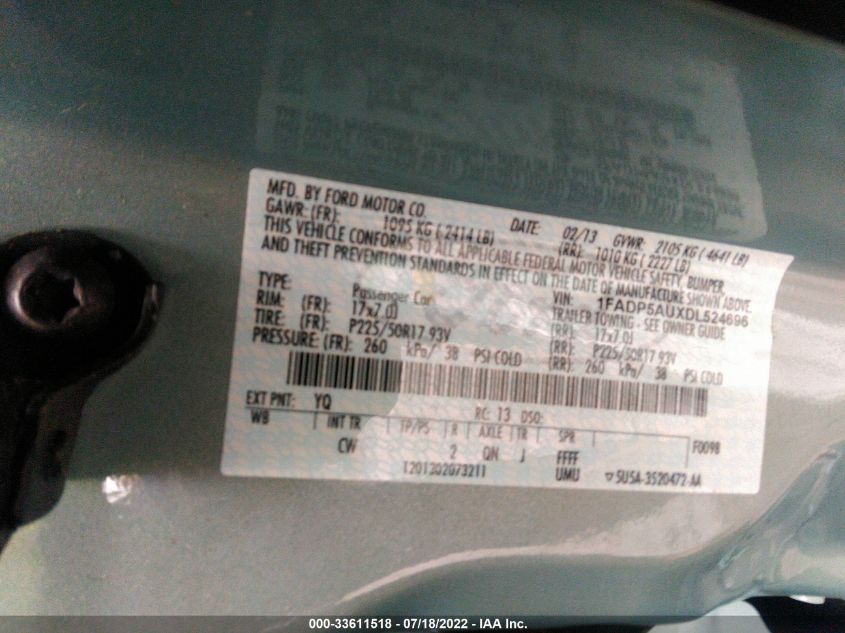 MFD. BY FORD MOTOR CO.
DATE: 02/13 GVWR: 2105 KG ( 4641 LB)
GAWR: (FR): 1095 KG ( 2414 LB) (RR): 1010 KG ( 2227 LB)
THIS VEHICLE CONFORMS TO ALL APPLICABLE FEDERAL MOTOR VEHICLE SAFETY, BUMPER,
AND THEFT PREVENTION STANDARDS IN EFFECT ON THE DATE OF MANUFACTURE SHOWN ABOVE.
VIN: 1FADP5AUXDL524696
TYPE: Passenger Car TRAILER TOWING - SEE OWNER GUIDE
RIM: (FR): 17x7.0J (RR): 17x7.0J
TIRE: (FR): P225/50R17 93V (RR): P225/50R17 93V
PRESSURE: (FR): 260 kPa/ 38 PSI COLD (RR): 260 kPa/ 38 PSI COLD
EXT PNT: YQ RC: 13 DSO:
WB INT TR TP/PS R AXLE TR SPR F0098
CW 2 QN J FFFF
T201302073211 UMU 5U5A-3520472-AA
000-33611518 - 07/18/2022 - IAA Inc.